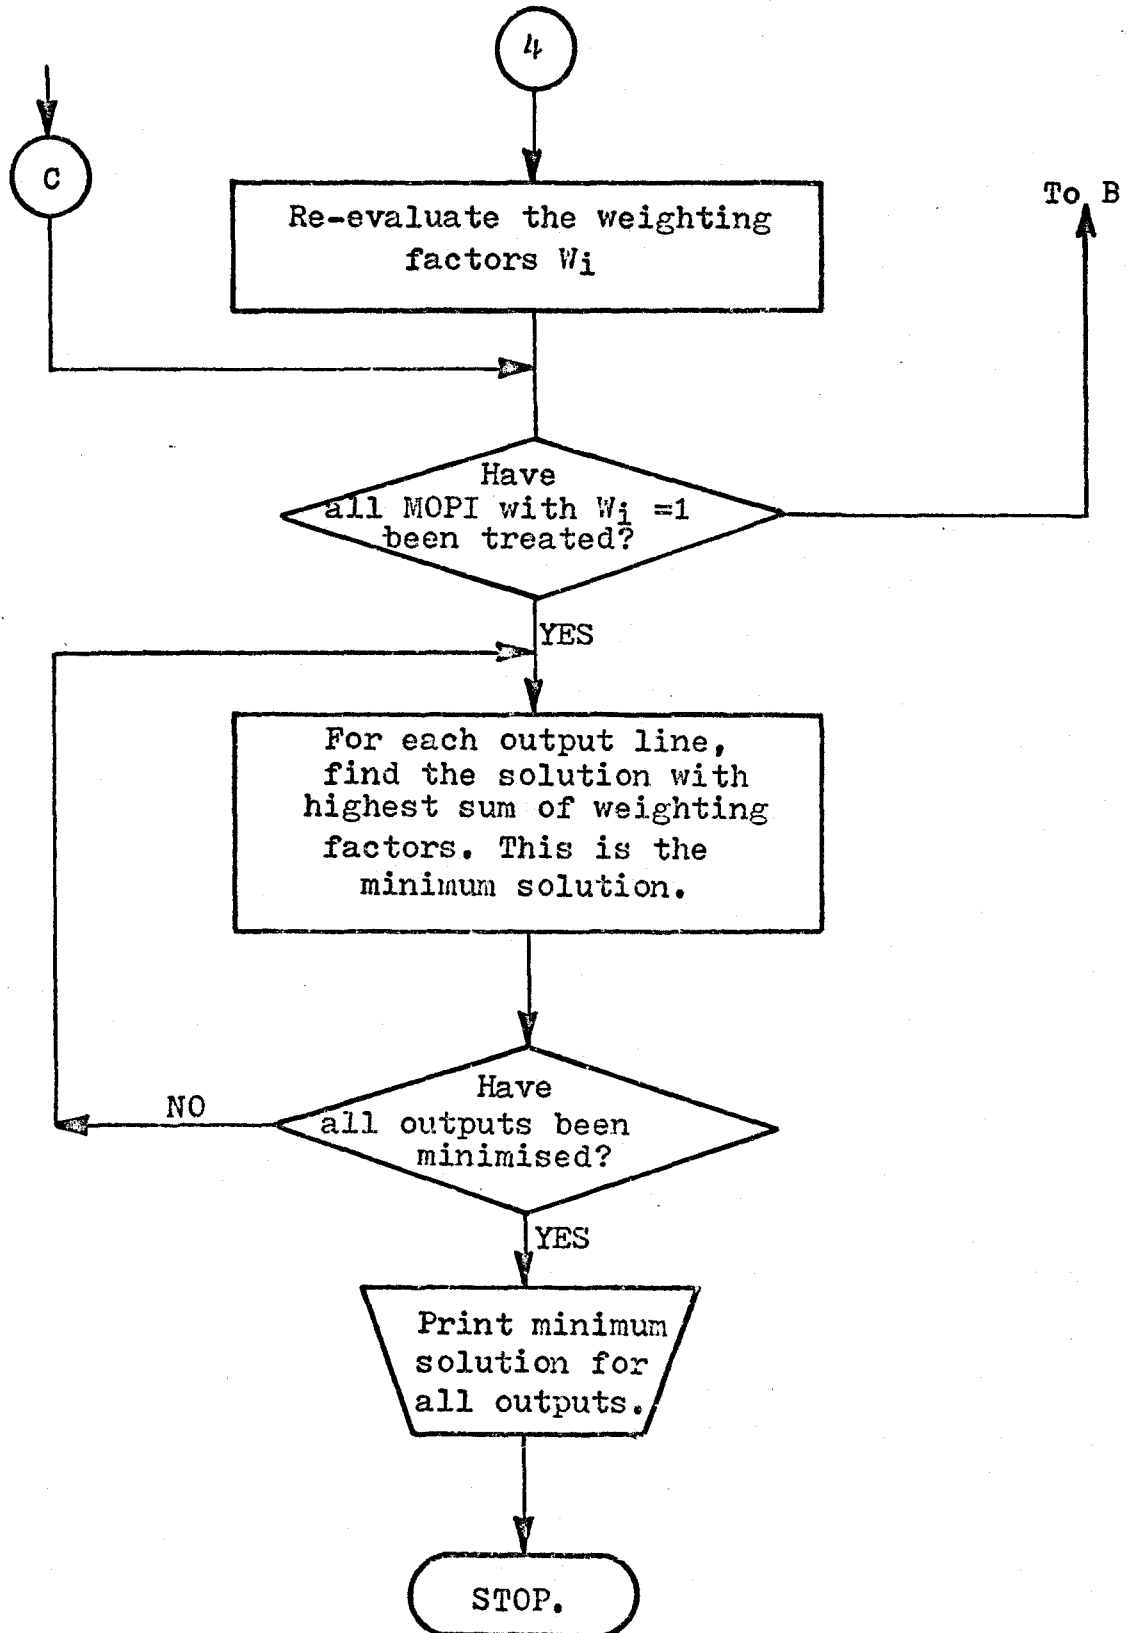 4
C
To B
Re-evaluate the weighting
factors Wi
Have
all MOPI with Wi =1
been treated?
YES
For each output line,
find the solution with
highest sum of weighting
factors. This is the
minimum solution.
Have
all outputs been
minimised?
NO
YES
Print minimum
solution for
all outputs.
STOP.